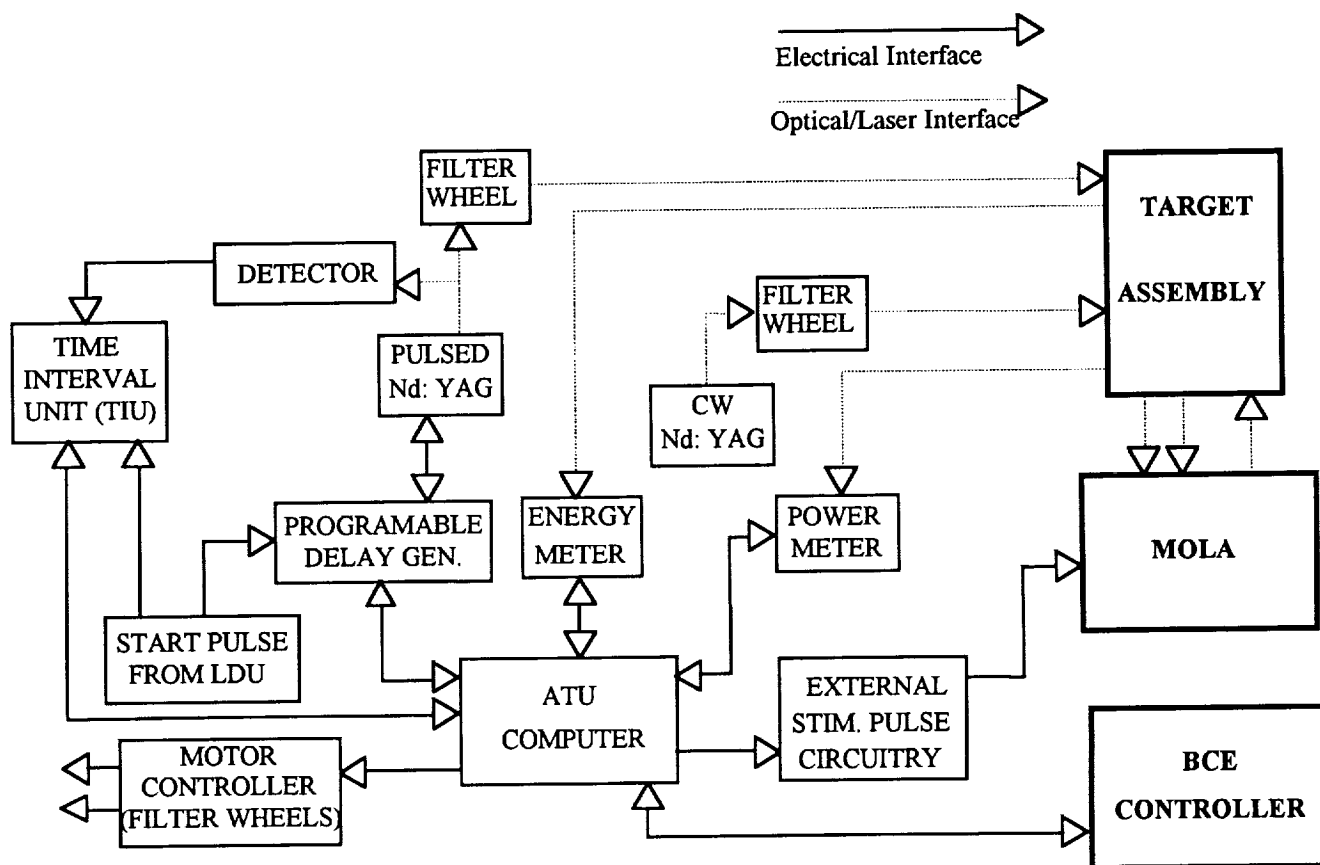 Electrical Interface
Optical/Laser Interface
FILTER
WHEEL
TARGET
ASSEMBLY
DETECTOR
FILTER
WHEEL
TIME
INTERVAL
UNIT (TIU)
PULSED
Nd: YAG
CW
Nd: YAG
PROGRAMABLE
DELAY GEN.
ENERGY
METER
POWER
METER
MOLA
START PULSE
FROM LDU
ATU
COMPUTER
EXTERNAL
STIM. PULSE
CIRCUITRY
MOTOR
CONTROLLER
(FILTER WHEELS)
BCE
CONTROLLER